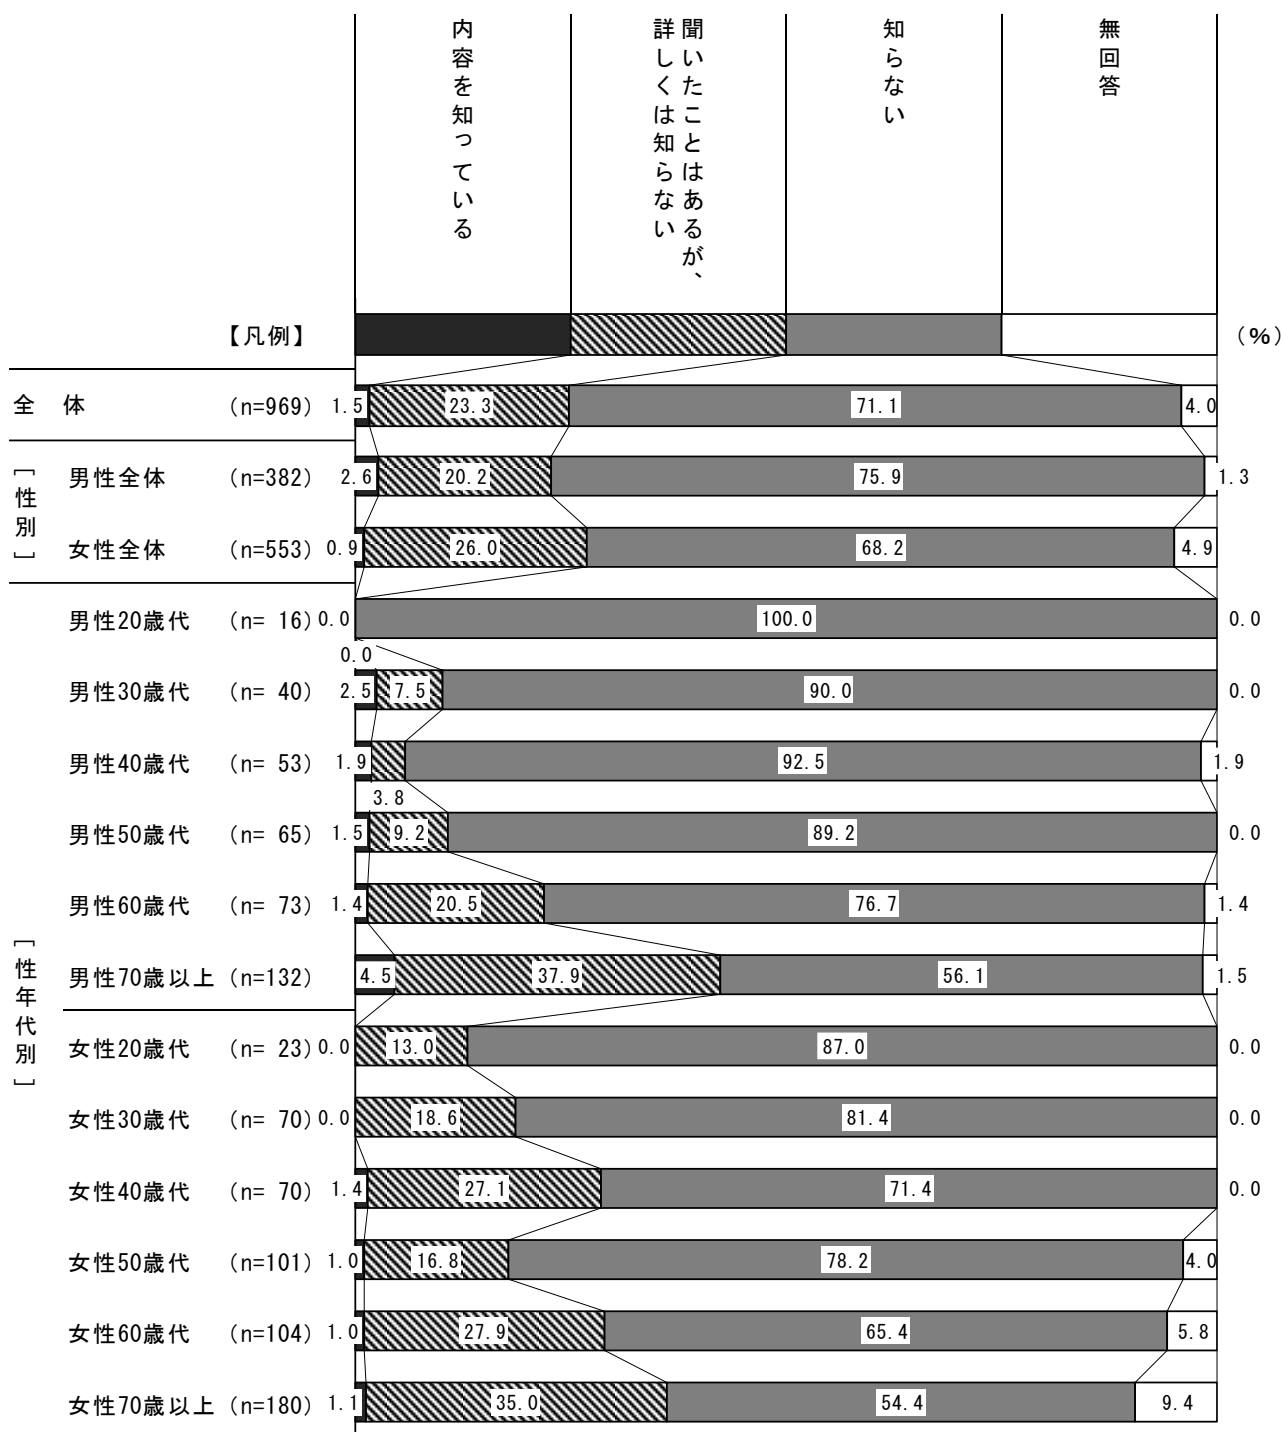 内容を知っている
聞いたことはあるが、
詳しくは知らない
知らない
無回答
【凡例】
(%)
全 体 (n=969) 1.5 23.3 71.1 4.0
[性別]
男性全体 (n=382) 2.6 20.2 75.9 1.3
女性全体 (n=553) 0.9 26.0 68.2 4.9
[性年代別]
男性20歳代 (n= 16) 0.0 100.0 0.0
0.0
男性30歳代 (n= 40) 2.5 7.5 90.0 0.0
男性40歳代 (n= 53) 1.9 92.5 1.9
3.8
男性50歳代 (n= 65) 1.5 9.2 89.2 0.0
男性60歳代 (n= 73) 1.4 20.5 76.7 1.4
男性70歳以上 (n=132) 4.5 37.9 56.1 1.5
女性20歳代 (n= 23) 0.0 13.0 87.0 0.0
女性30歳代 (n= 70) 0.0 18.6 81.4 0.0
女性40歳代 (n= 70) 1.4 27.1 71.4 0.0
女性50歳代 (n=101) 1.0 16.8 78.2 4.0
女性60歳代 (n=104) 1.0 27.9 65.4 5.8
女性70歳以上 (n=180) 1.1 35.0 54.4 9.4